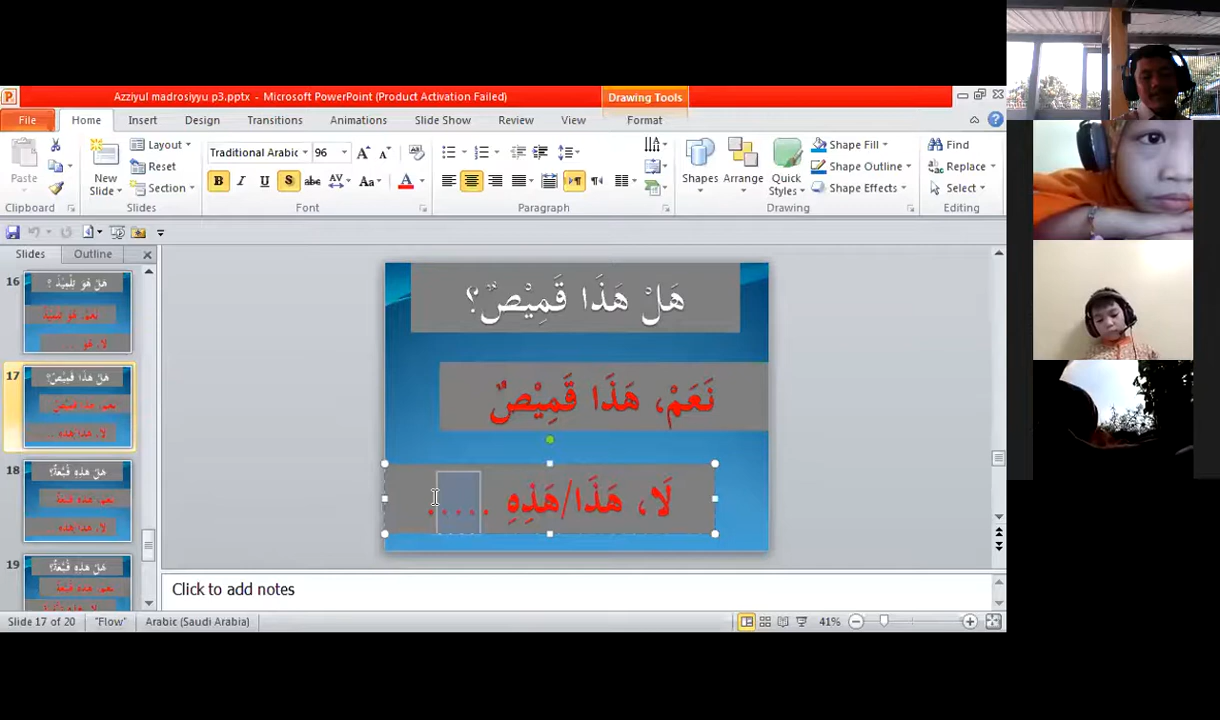 Azziyul madrosiyyu p3.pptx - Microsoft PowerPoint (Product Activation Failed)
Drawing Tools
File Home Insert Design Transitions Animations Slide Show Review View Format
Paste
New Slide
Layout
Reset
Section
Traditional Arabic 96
Shapes
Arrange
Quick Styles
Shape Fill
Shape Outline
Shape Effects
Find
Replace
Select
Clipboard Slides Font Paragraph Drawing Editing
Slides Outline
16
هَلْ هُوَ تِلْمِيْذٌ ؟
نَعَمْ، هُوَ تِلْمِيْذٌ
لَا، هُوَ ...
17
هَلْ هَذَا قَمِيْصٌ؟
نَعَمْ، هَذَا قَمِيْصٌ
لَا، هَذَا/هَذِهِ ...
18
هَلْ هَذِهِ قُبَّعَةٌ؟
نَعَمْ، هَذِهِ قُبَّعَةٌ
لَا، هَذَا/هَذِهِ ...
19
هَلْ هَذِهِ قُبَّعَةٌ؟
نَعَمْ، هَذِهِ قُبَّعَةٌ
هَلْ هَذَا قَمِيْصٌ؟
نَعَمْ، هَذَا قَمِيْصٌ
لَا، هَذَا/هَذِهِ .....
Click to add notes
Slide 17 of 20 "Flow" Arabic (Saudi Arabia) 41%